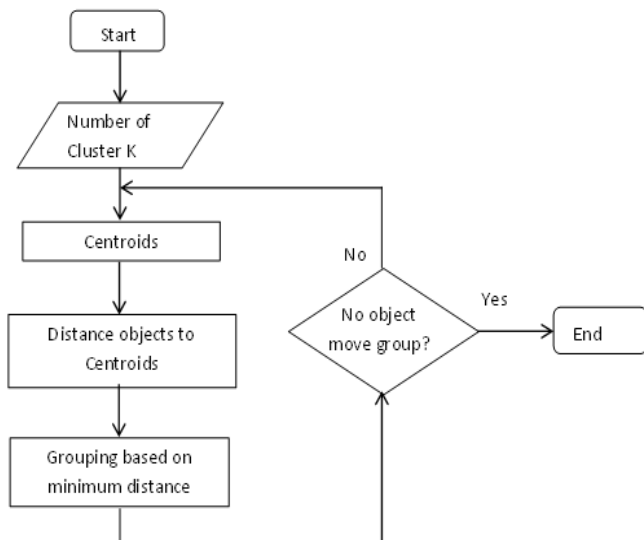 Start
Number of
Cluster K
Centroids
Distance objects to
Centroids
Grouping based on
minimum distance
No
No object
move group?
Yes
End